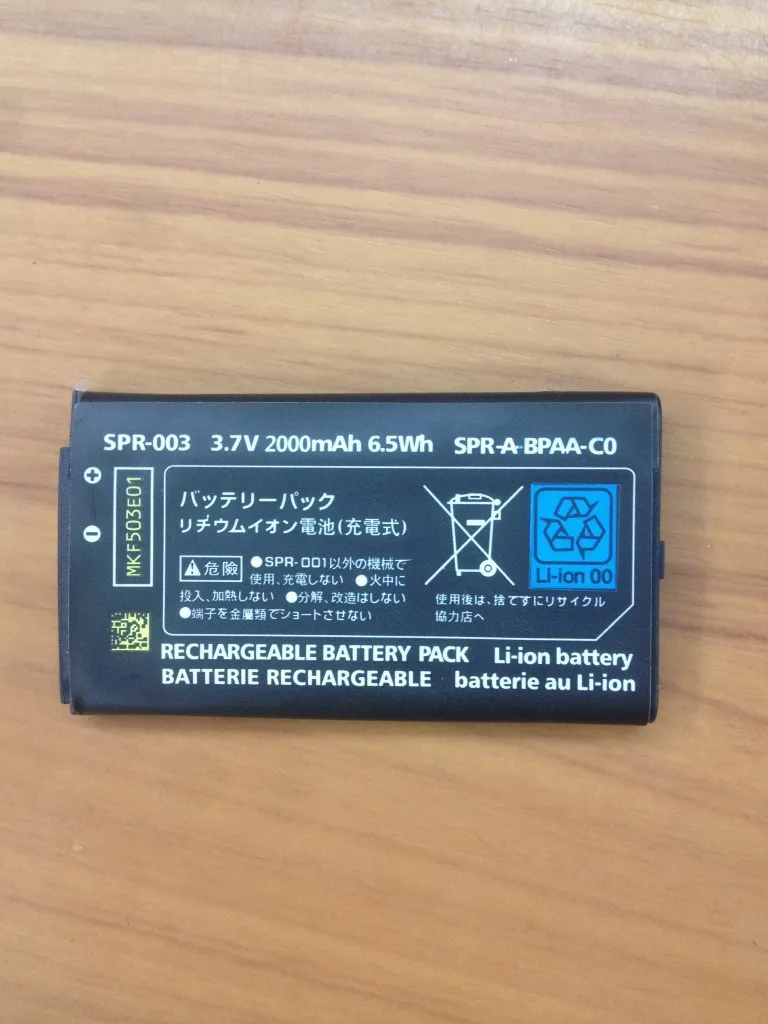 SPR-003 3.7V 2000mAh 6.5Wh SPR-A-BPAA-C0
MKF503E01
バッテリーパック
リチウムイオン電池(充電式)
危険 ●SPR-001以外の機械で
使用、充電しない ●火中に
投入、加熱しない ●分解、改造はしない
●端子を金属類でショートさせない
Li-ion 00
使用後は、捨てずにリサイクル
協力店へ
RECHARGEABLE BATTERY PACK Li-ion battery
BATTERIE RECHARGEABLE batterie au Li-ion